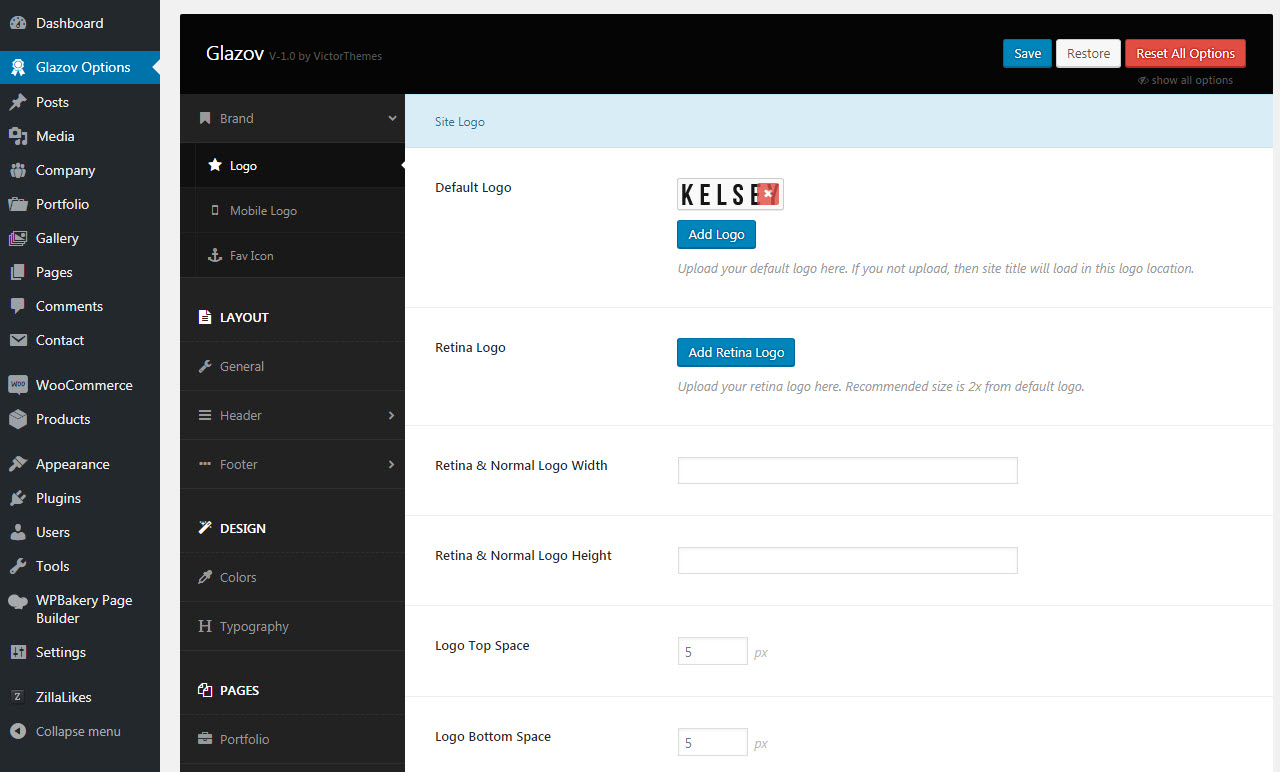 Dashboard
Glazov Options
Posts
Media
Company
Portfolio
Gallery
Pages
Comments
Contact
WOO WooCommerce
Products
Appearance
Plugins
Users
Tools
WPBakery Page
Builder
Settings
Z ZillaLikes
Collapse menu
Glazov V-1.0 by VictorThemes
Save Restore Reset All Options
show all options
Brand
Logo
Mobile Logo
Fav Icon
LAYOUT
General
Header
Footer
DESIGN
Colors
H Typography
PAGES
Portfolio
Site Logo
Default Logo
KELSEY
Add Logo
Upload your default logo here. If you not upload, then site title will load in this logo location.
Retina Logo
Add Retina Logo
Upload your retina logo here. Recommended size is 2x from default logo.
Retina & Normal Logo Width
Retina & Normal Logo Height
Logo Top Space
5 px
Logo Bottom Space
5 px